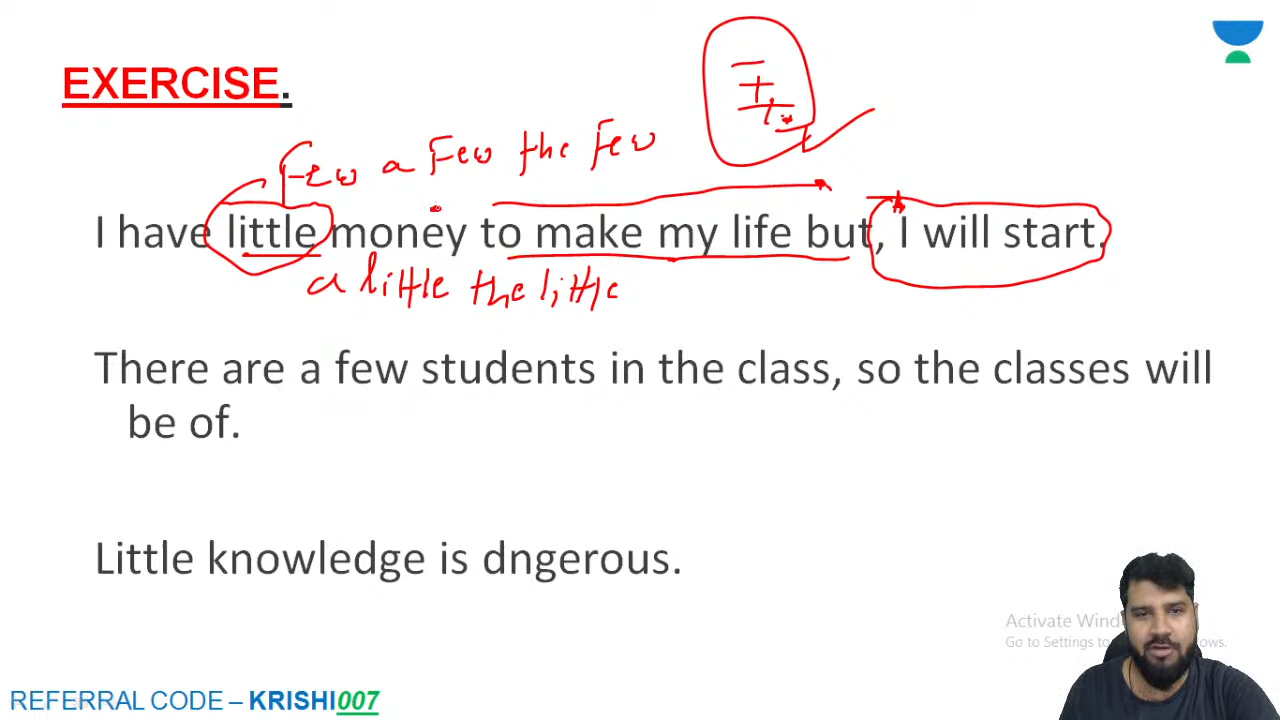 EXERCISE.
Few a Few the Few
I have little money to make my life but, I will start.
a little the little
There are a few students in the class, so the classes will
be of.
Little knowledge is dngerous.
Activate Wind
Go to Settings to ows.
REFERRAL CODE – KRISHI007